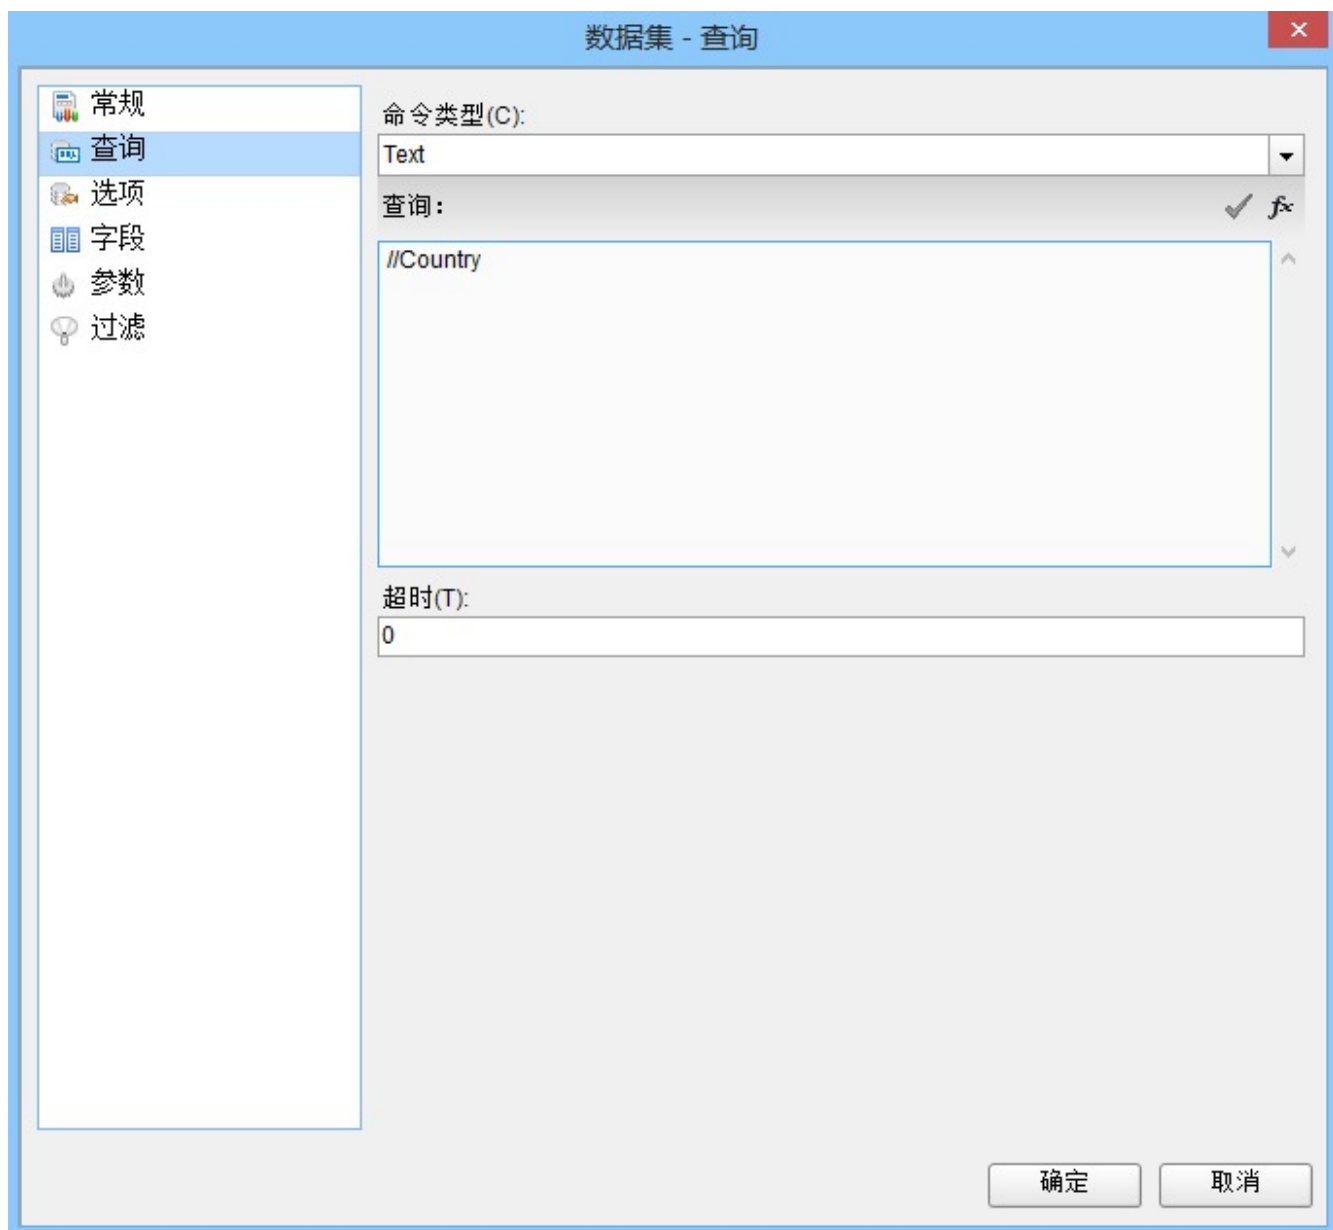 数据集 - 查询
常规
查询
选项
字段
参数
过滤
命令类型(C):
Text
查询:
fx
//Country
超时(T):
0
确定
取消